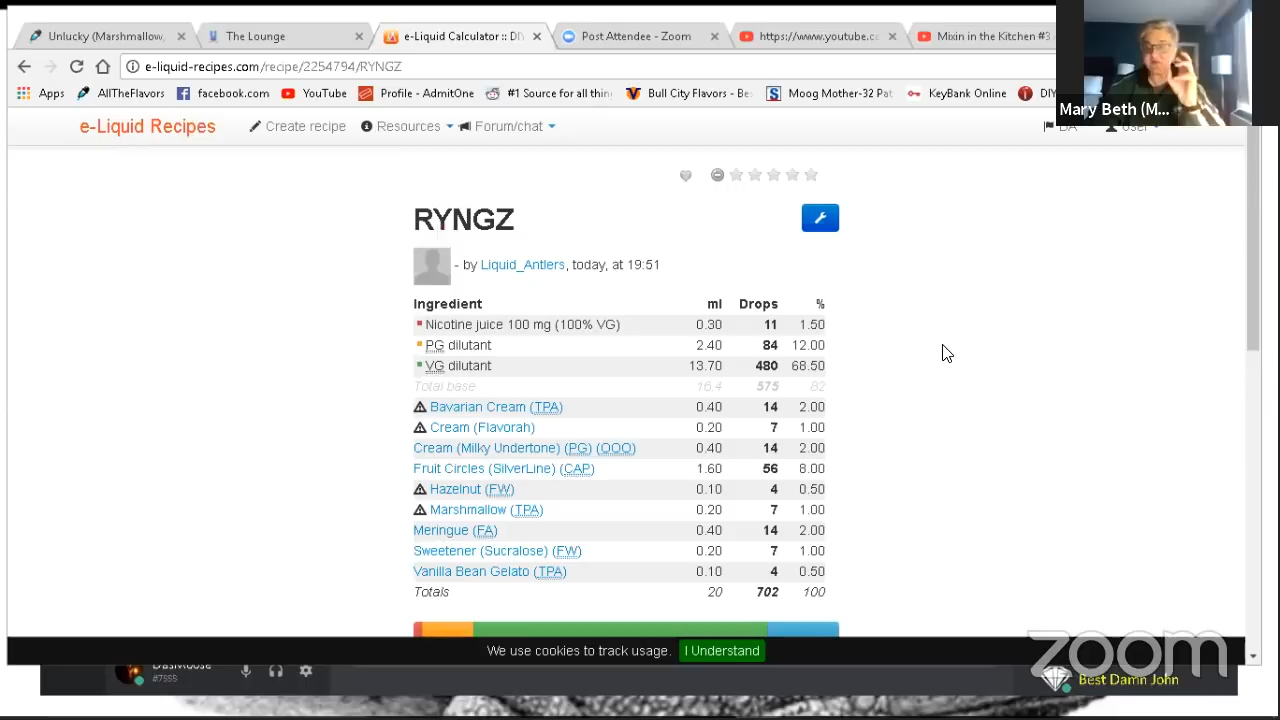 Unlucky (Marshmallow,
The Lounge
e-Liquid Calculator :: DI
Post Attendee - Zoom
https://www.youtube.c
Mixin in the Kitchen #3
e-liquid-recipes.com/recipe/2254794/RYNGZ
Apps
AllTheFlavors
facebook.com
YouTube
Profile - AdmitOne
#1 Source for all thin
Bull City Flavors - Be
Moog Mother-32 Pat
KeyBank Online
DIY
Mary Beth (M...
e-Liquid Recipes
Create recipe
Resources
Forum/chat
User
RYNGZ
- by Liquid_Antlers, today, at 19:51
Ingredient ml Drops %
Nicotine juice 100 mg (100% VG) 0.30 11 1.50
PG dilutant 2.40 84 12.00
VG dilutant 13.70 480 68.50
Total base 16.4 575 82
Bavarian Cream (TPA) 0.40 14 2.00
Cream (Flavorah) 0.20 7 1.00
Cream (Milky Undertone) (PG) (OOO) 0.40 14 2.00
Fruit Circles (SilverLine) (CAP) 1.60 56 8.00
Hazelnut (FW) 0.10 4 0.50
Marshmallow (TPA) 0.20 7 1.00
Meringue (FA) 0.40 14 2.00
Sweetener (Sucralose) (FW) 0.20 7 1.00
Vanilla Bean Gelato (TPA) 0.10 4 0.50
Totals 20 702 100
We use cookies to track usage. I Understand
DasMoose
#7555
zoom
Best Damn John